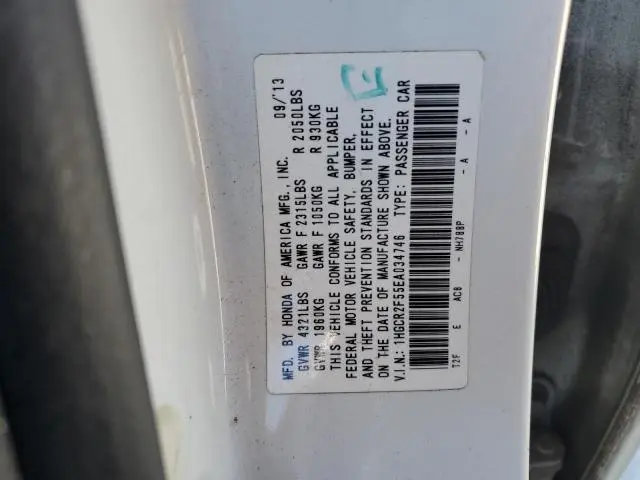 MFD. BY HONDA OF AMERICA MFG., INC. 09/'13
GVWR 4321LBS GAWR F 2315LBS R 2050LBS
GVWR 1960KG GAWR F 1050KG R 930KG
THIS VEHICLE CONFORMS TO ALL APPLICABLE
FEDERAL MOTOR VEHICLE SAFETY, BUMPER,
AND THEFT PREVENTION STANDARDS IN EFFECT
ON THE DATE OF MANUFACTURE SHOWN ABOVE.
V.I.N.: 1HGCR2F55EA034746 TYPE: PASSENGER CAR
T2F E ACB - NH788P - A - A